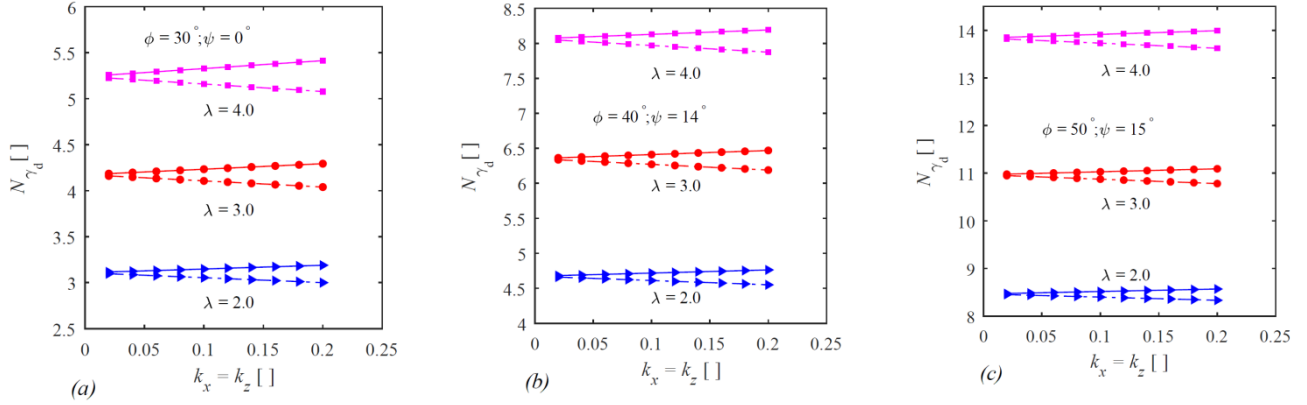 6
5.5
5
4.5
4
3.5
3
2.5
N_γ_d [ ]
ϕ = 30°;ψ = 0°
λ = 4.0
λ = 3.0
λ = 2.0
0 0.05 0.1 0.15 0.2 0.25
k_x = k_z [ ]
(a)
8.5
8
7.5
7
6.5
6
5.5
5
4.5
4
N_γ_d [ ]
λ = 4.0
ϕ = 40°;ψ = 14°
λ = 3.0
λ = 2.0
0 0.05 0.1 0.15 0.2 0.25
k_x = k_z [ ]
(b)
14
13
12
11
10
9
8
N_γ_d [ ]
λ = 4.0
ϕ = 50°;ψ = 15°
λ = 3.0
λ = 2.0
0 0.05 0.1 0.15 0.2 0.25
k_x = k_z [ ]
(c)